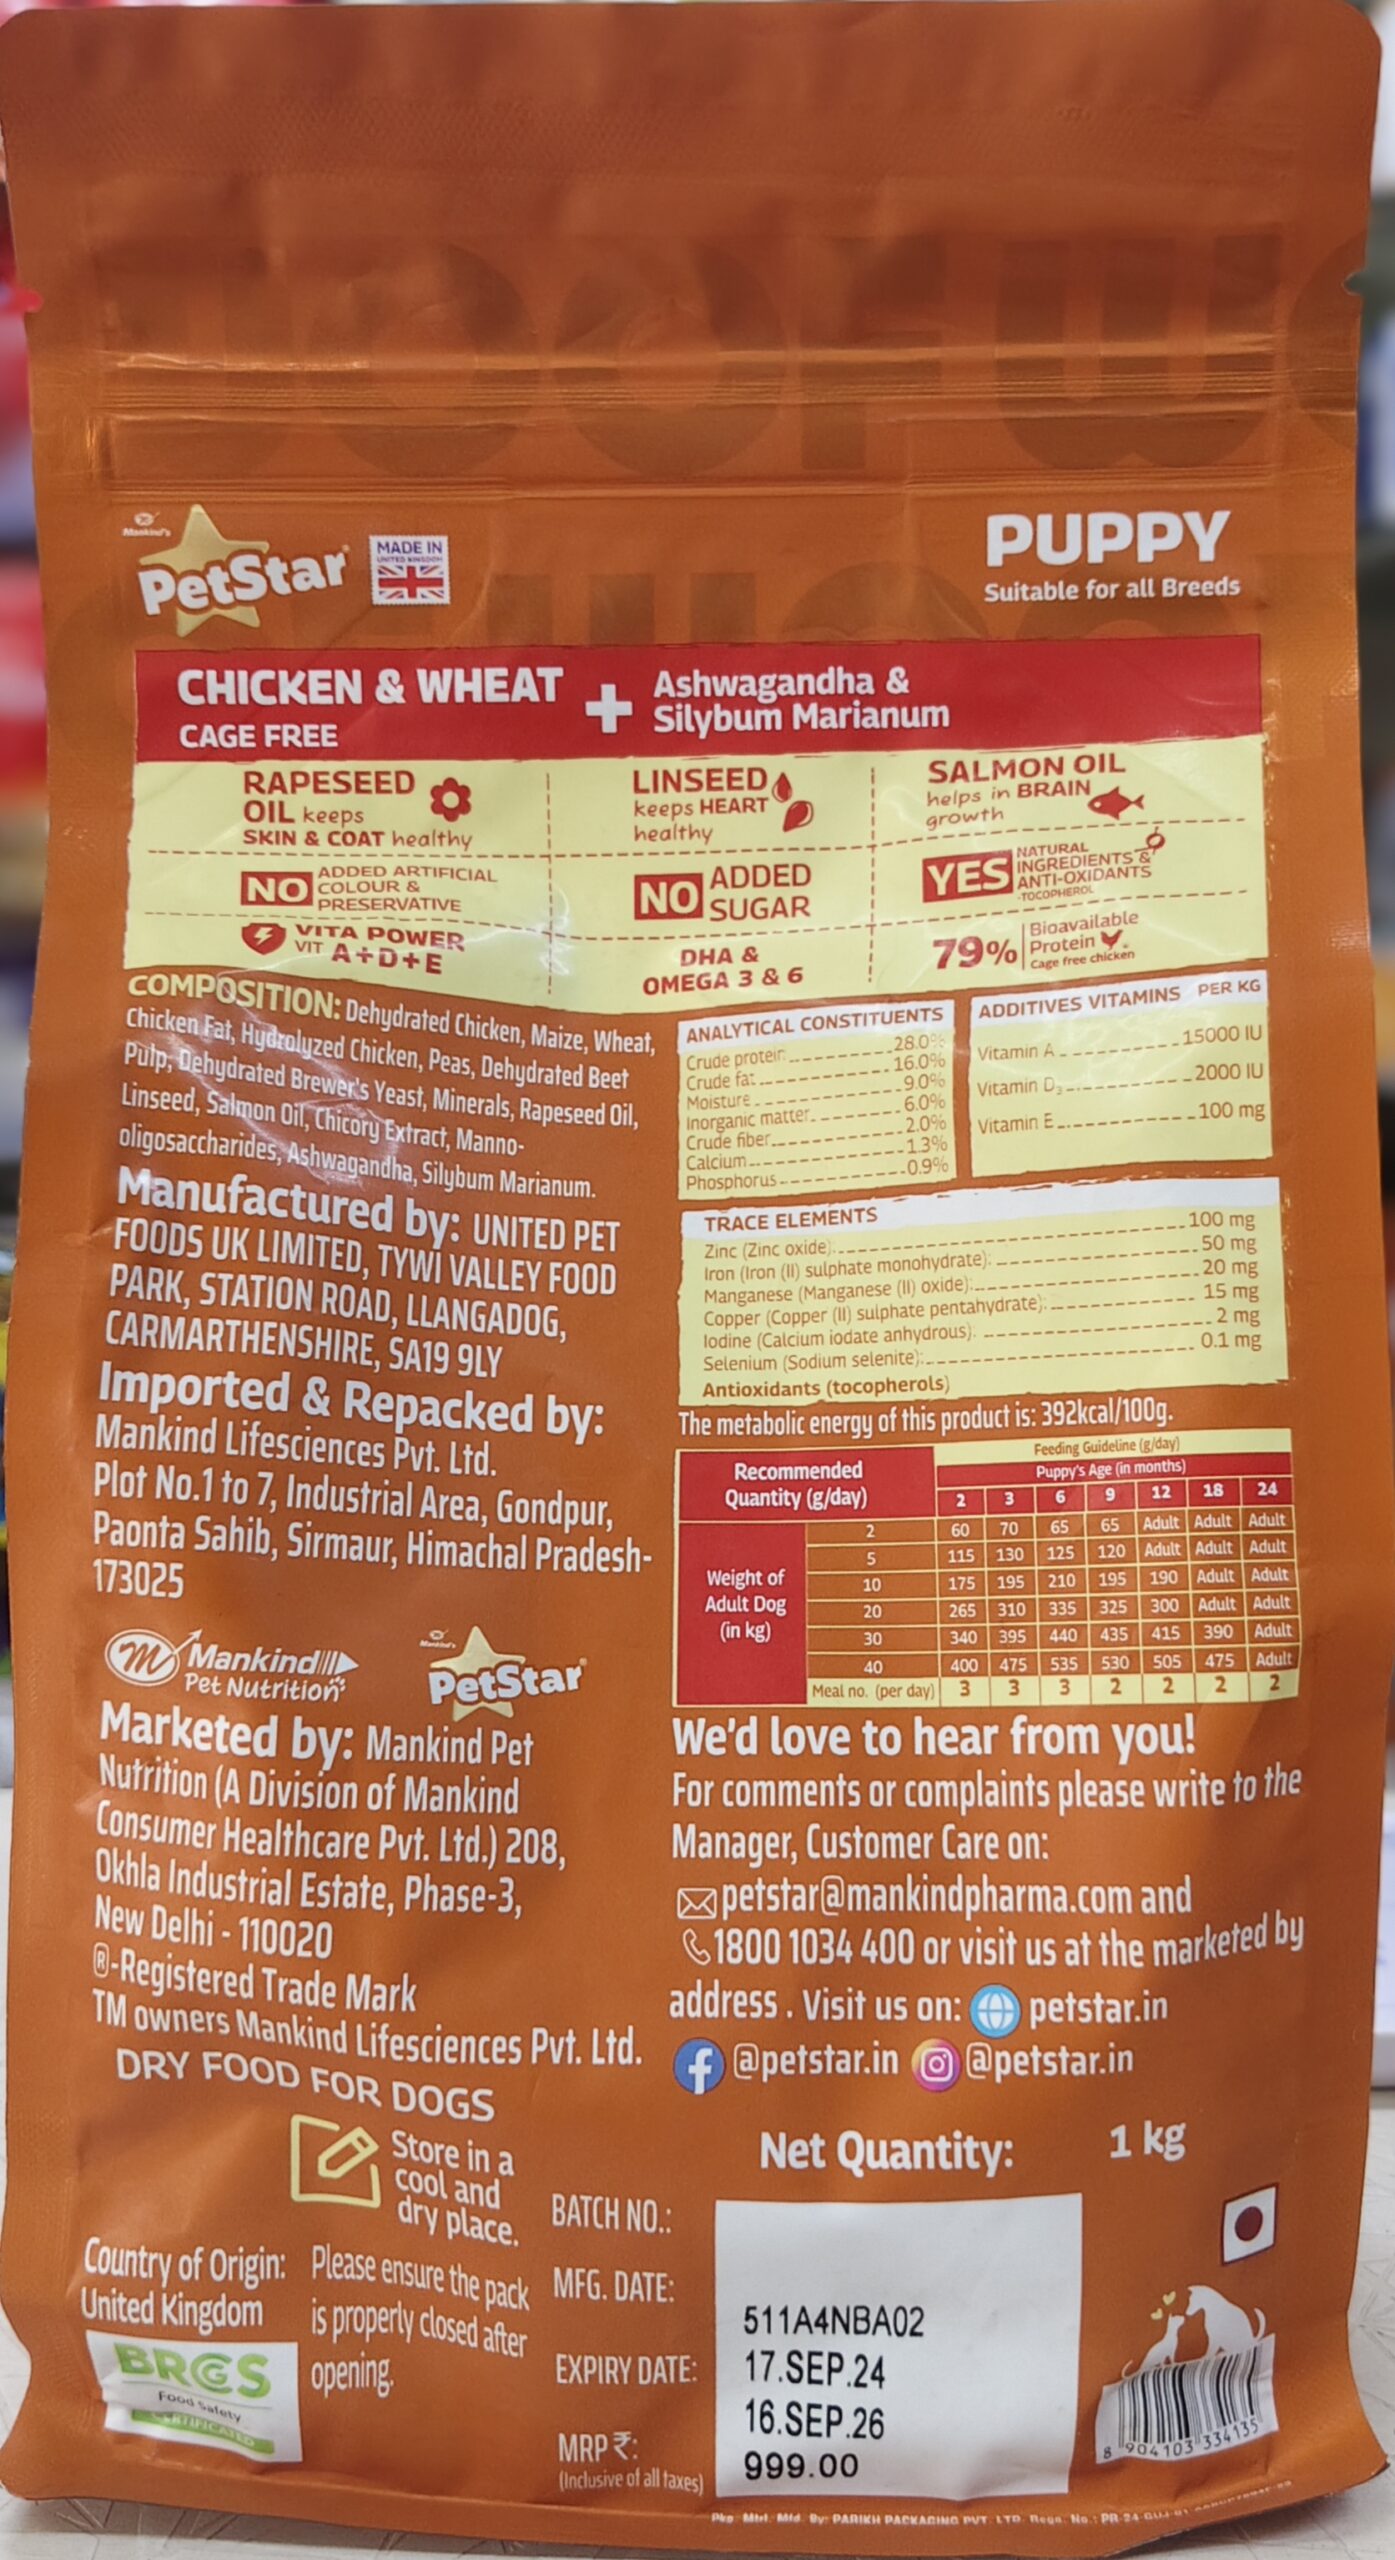 Mankind's
PetStar
MADE IN
UNITED KINGDOM
PUPPY
Suitable for all Breeds
CHICKEN & WHEAT
CAGE FREE
+
Ashwagandha &
Silybum Marianum
RAPESEED
OIL keeps
SKIN & COAT healthy
LINSEED
keeps HEART
healthy
SALMON OIL
helps in BRAIN
growth
NO ADDED ARTIFICIAL
COLOUR &
PRESERVATIVE
NO ADDED
SUGAR
YES NATURAL
INGREDIENTS &
ANTI-OXIDANTS
-TOCOPHEROL
VITA POWER
VIT A+D+E
DHA &
OMEGA 3 & 6
79% Bioavailable
Protein
Cage free chicken
COMPOSITION: Dehydrated Chicken, Maize, Wheat,
Chicken Fat, Hydrolyzed Chicken, Peas, Dehydrated Beet
Pulp, Dehydrated Brewer's Yeast, Minerals, Rapeseed Oil,
Linseed, Salmon Oil, Chicory Extract, Manno-
oligosaccharides, Ashwagandha, Silybum Marianum.
Manufactured by: UNITED PET
FOODS UK LIMITED, TYWI VALLEY FOOD
PARK, STATION ROAD, LLANGADOG,
CARMARTHENSHIRE, SA19 9LY
Imported & Repacked by:
Mankind Lifesciences Pvt. Ltd.
Plot No.1 to 7, Industrial Area, Gondpur,
Paonta Sahib, Sirmaur, Himachal Pradesh-
173025
Mankind
Pet Nutrition
Mankind's
PetStar
Marketed by: Mankind Pet
Nutrition (A Division of Mankind
Consumer Healthcare Pvt. Ltd.) 208,
Okhla Industrial Estate, Phase-3,
New Delhi - 110020
®-Registered Trade Mark
TM owners Mankind Lifesciences Pvt. Ltd.
DRY FOOD FOR DOGS
Store in a
cool and
dry place.
Country of Origin:
United Kingdom
Please ensure the pack
is properly closed after
opening.
BRCGS
Food Safety
CERTIFICATED
ANALYTICAL CONSTITUENTS
Crude protein 28.0%
Crude fat 16.0%
Moisture 9.0%
Inorganic matter 6.0%
Crude fiber 2.0%
Calcium 1.3%
Phosphorus 0.9%
ADDITIVES VITAMINS PER KG
Vitamin A 15000 IU
Vitamin D3 2000 IU
Vitamin E 100 mg
TRACE ELEMENTS
Zinc (Zinc oxide): 100 mg
Iron (Iron (II) sulphate monohydrate): 50 mg
Manganese (Manganese (II) oxide): 20 mg
Copper (Copper (II) sulphate pentahydrate): 15 mg
Iodine (Calcium iodate anhydrous): 2 mg
Selenium (Sodium selenite): 0.1 mg
Antioxidants (tocopherols)
The metabolic energy of this product is: 392kcal/100g.
Recommended
Quantity (g/day)
Feeding Guideline (g/day)
Puppy's Age (in months)
2 3 6 9 12 18 24
Weight of
Adult Dog
(in kg)
2 60 70 65 65 Adult Adult Adult
5 115 130 125 120 Adult Adult Adult
10 175 195 210 195 190 Adult Adult
20 265 310 335 325 300 Adult Adult
30 340 395 440 435 415 390 Adult
40 400 475 535 530 505 475 Adult
Meal no. (per day) 3 3 3 2 2 2 2
We'd love to hear from you!
For comments or complaints please write to the
Manager, Customer Care on:
petstar@mankindpharma.com and
1800 1034 400 or visit us at the marketed by
address . Visit us on: petstar.in
@petstar.in @petstar.in
Net Quantity: 1 kg
BATCH NO.:
MFG. DATE:
EXPIRY DATE:
MRP ₹:
(Inclusive of all taxes)
511A4NBA02
17.SEP.24
16.SEP.26
999.00
8 904103 334135
Pkg. Mtrl. Mfd. By: PARIKH PACKAGING PVT. LTD. Regn. No.: PR-24-GUJ